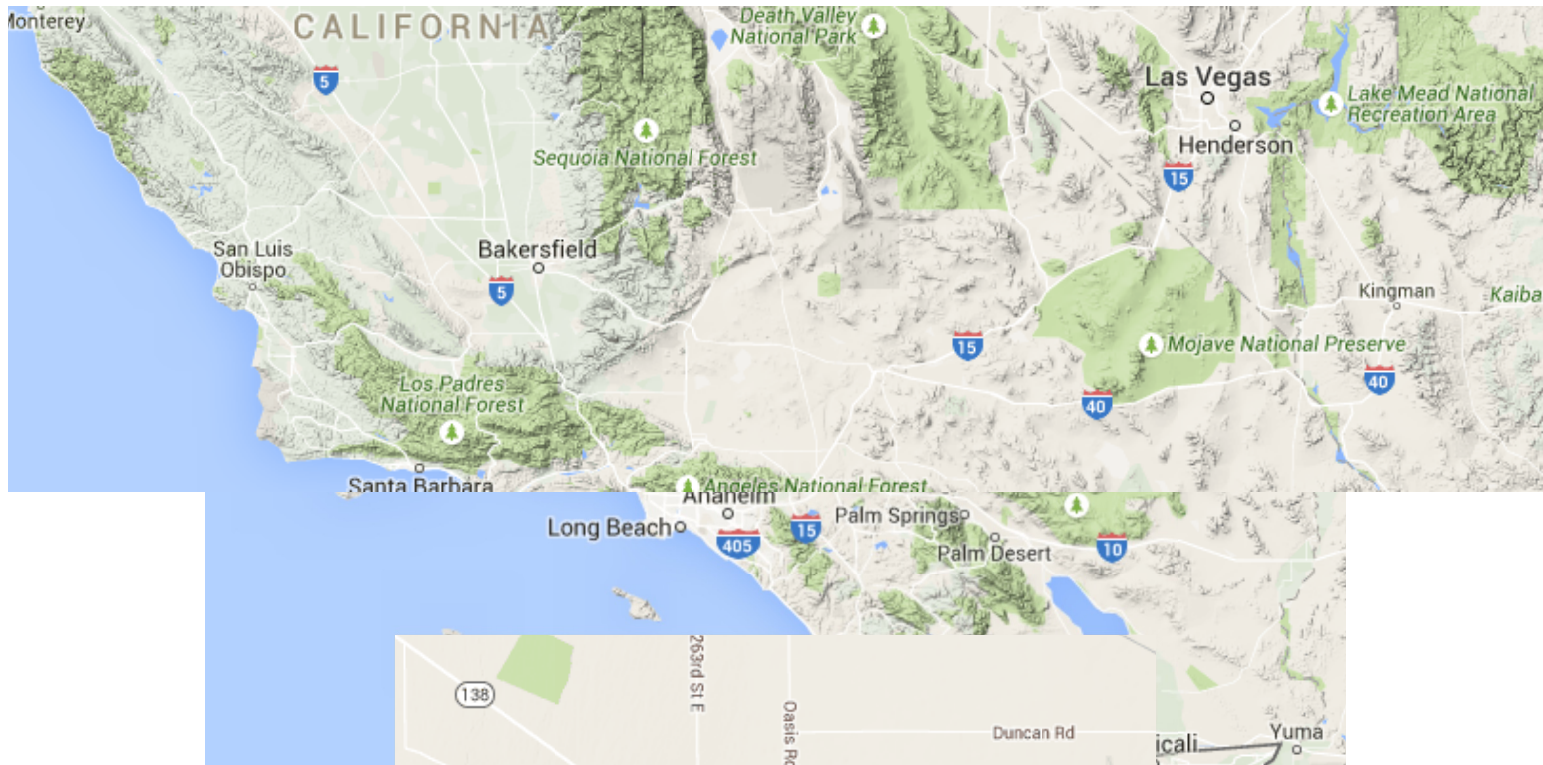 Monterey
CALIFORNIA
5
Death Valley
National Park
Las Vegas
Lake Mead National
Recreation Area
Henderson
Sequoia National Forest
15
San Luis
Obispo
Bakersfield
5
Kingman
Kaiba
15
Mojave National Preserve
40
40
Los Padres
National Forest
Santa Barbara
Angeles National Forest
Anaheim
Long Beach
405
15
Palm Springs
Palm Desert
10
138
263rd St E
Oasis Rd
Duncan Rd
icali
Yuma